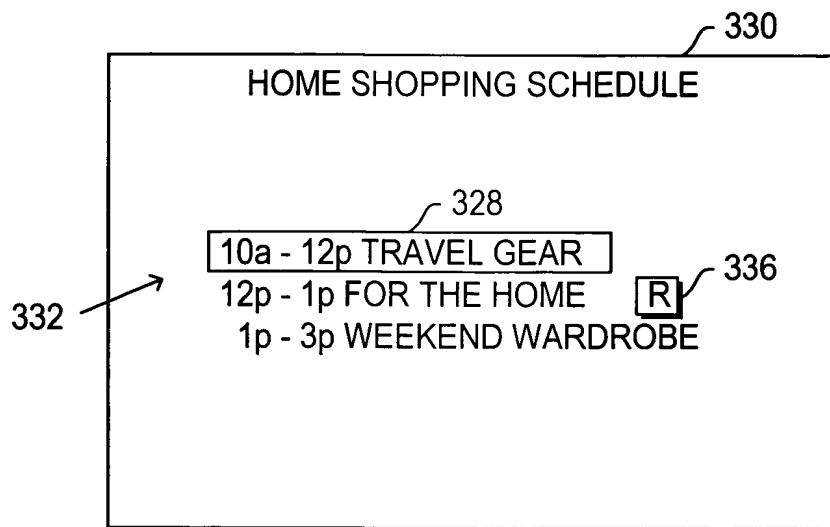 330
HOME SHOPPING SCHEDULE
328
10a - 12p TRAVEL GEAR
12p - 1p FOR THE HOME R 336
332
1p - 3p WEEKEND WARDROBE